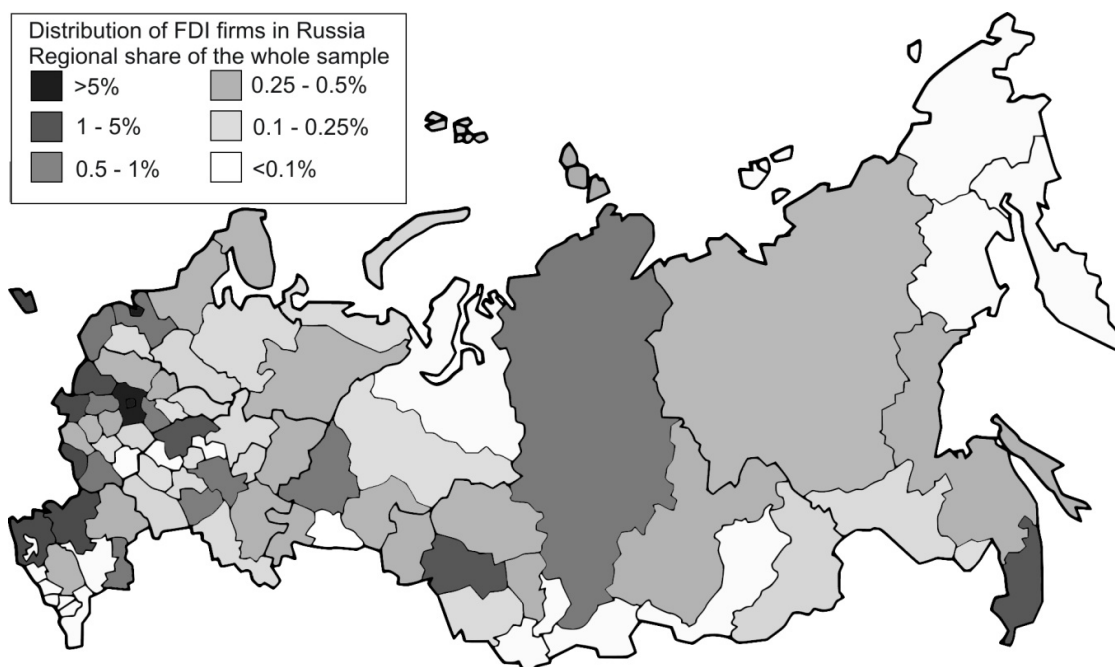 Distribution of FDI firms in Russia
Regional share of the whole sample
>5%
0.25 - 0.5%
1 - 5%
0.1 - 0.25%
0.5 - 1%
<0.1%